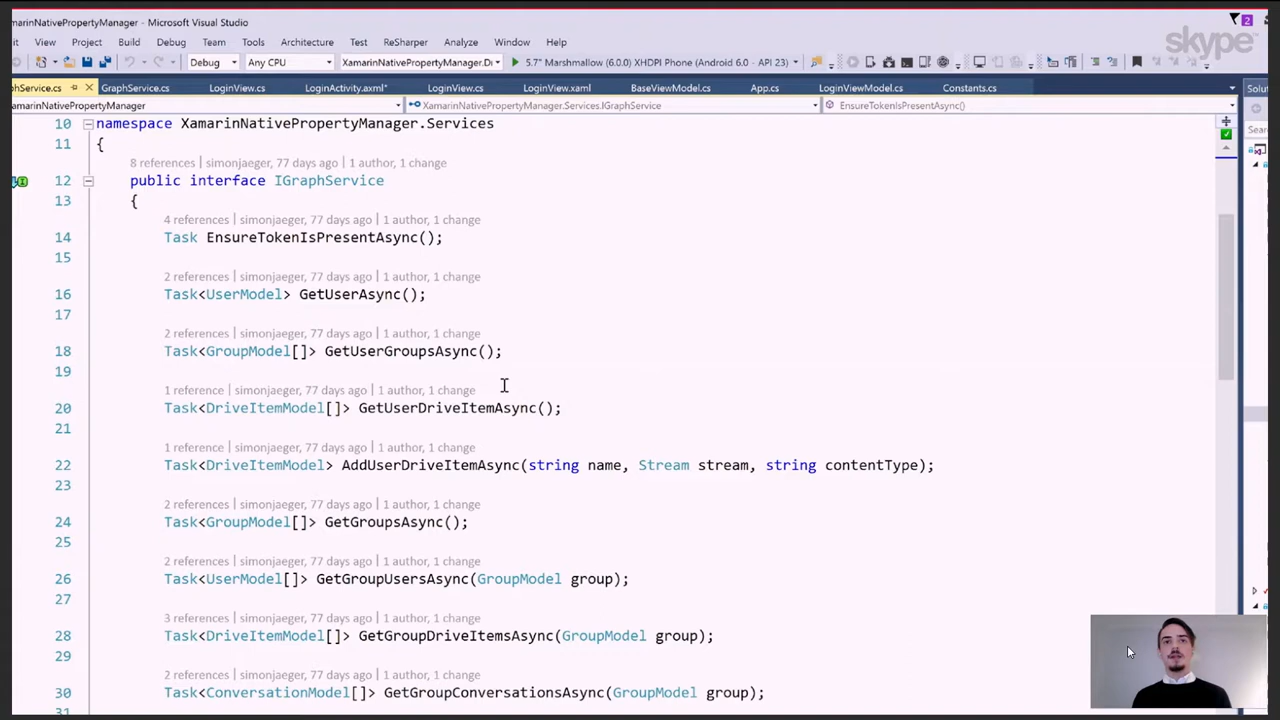 marinNativePropertyManager - Microsoft Visual Studio
2
skype
it View Project Build Debug Team Tools Architecture Test ReSharper Analyze Window Help
Debug Any CPU XamarinNativePropertyManager.Dr 5.7" Marshmallow (6.0.0) XHDPI Phone (Android 6.0 - API 23)
phService.cs GraphService.cs LoginView.cs LoginActivity.axml* LoginView.cs LoginView.xaml BaseViewModel.cs App.cs LoginViewModel.cs Constants.cs Solut
amarinNativePropertyManager XamarinNativePropertyManager.Services.IGraphService EnsureTokenIsPresentAsync()
Sear
10 namespace XamarinNativePropertyManager.Services
11 {
8 references | simonjaeger, 77 days ago | 1 author, 1 change
12 public interface IGraphService
13 {
4 references | simonjaeger, 77 days ago | 1 author, 1 change
14 Task EnsureTokenIsPresentAsync();
15
2 references | simonjaeger, 77 days ago | 1 author, 1 change
16 Task<UserModel> GetUserAsync();
17
2 references | simonjaeger, 77 days ago | 1 author, 1 change
18 Task<GroupModel[]> GetUserGroupsAsync();
19
1 reference | simonjaeger, 77 days ago | 1 author, 1 change
20 Task<DriveItemModel[]> GetUserDriveItemAsync();
21
1 reference | simonjaeger, 77 days ago | 1 author, 1 change
22 Task<DriveItemModel> AddUserDriveItemAsync(string name, Stream stream, string contentType);
23
2 references | simonjaeger, 77 days ago | 1 author, 1 change
24 Task<GroupModel[]> GetGroupsAsync();
25
2 references | simonjaeger, 77 days ago | 1 author, 1 change
26 Task<UserModel[]> GetGroupUsersAsync(GroupModel group);
27
3 references | simonjaeger, 77 days ago | 1 author, 1 change
28 Task<DriveItemModel[]> GetGroupDriveItemsAsync(GroupModel group);
29
2 references | simonjaeger, 77 days ago | 1 author, 1 change
30 Task<ConversationModel[]> GetGroupConversationsAsync(GroupModel group);
31